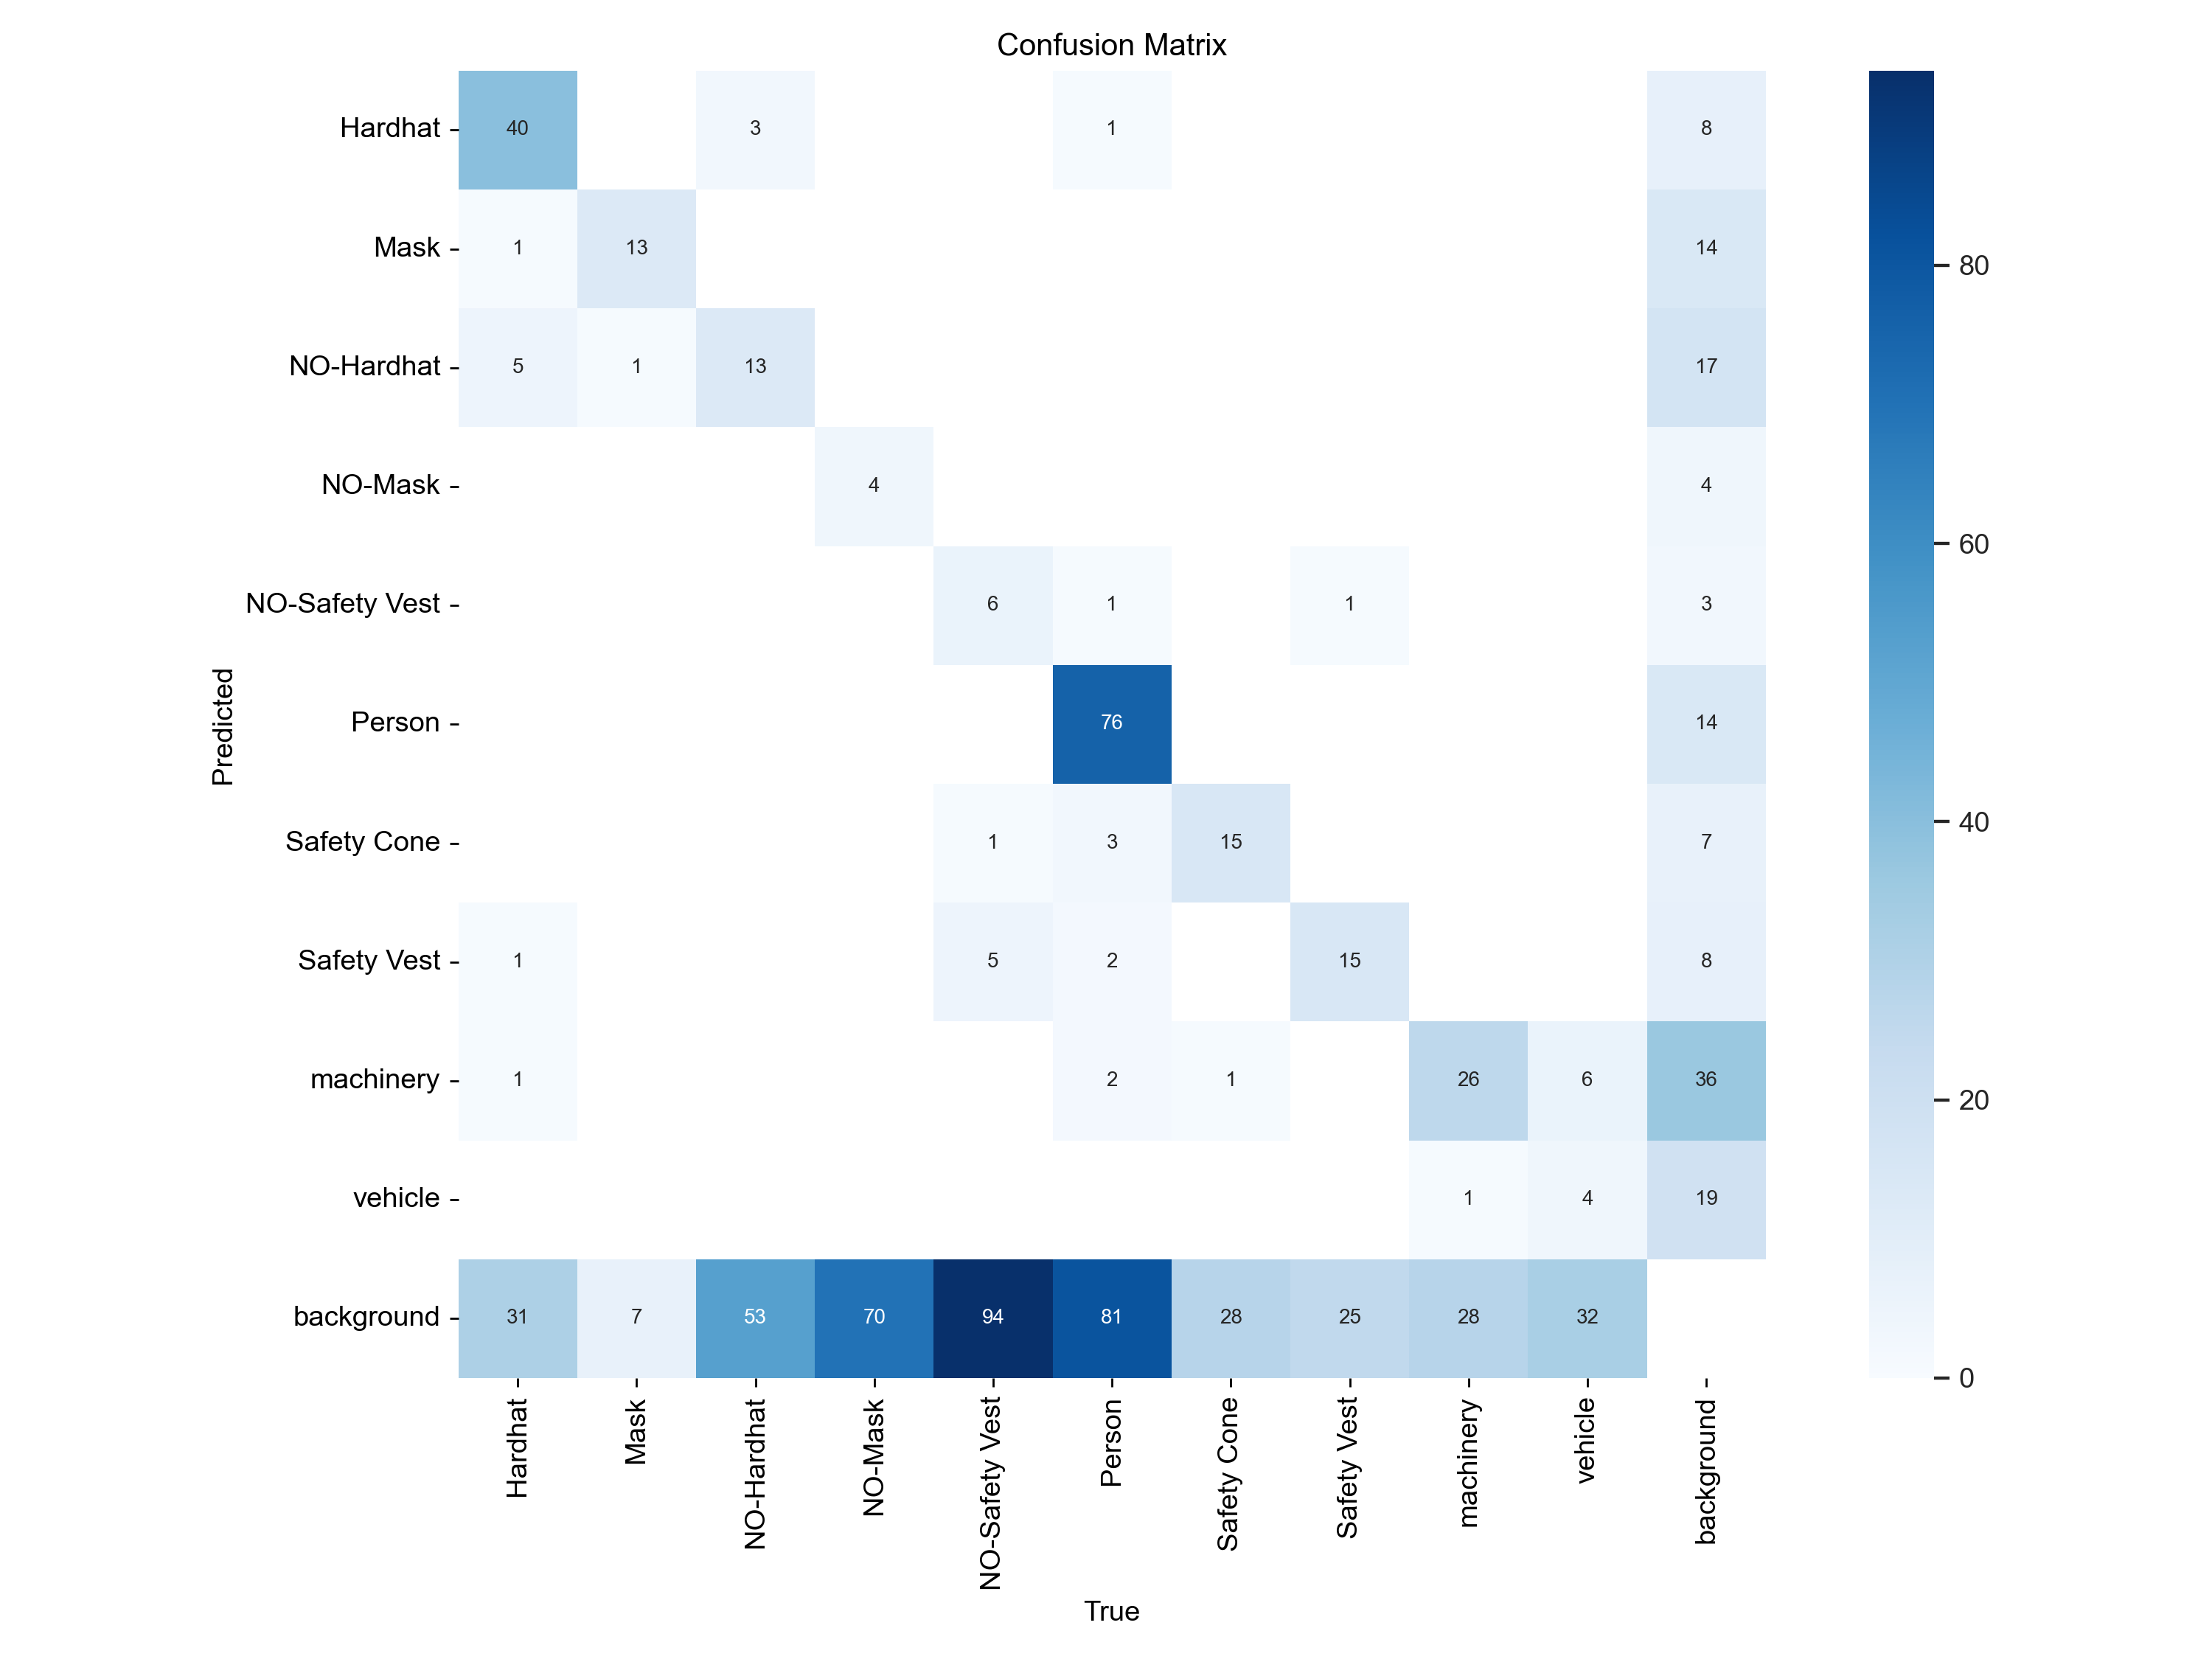 Confusion Matrix
Hardhat 40 3 1 8
Mask 1 13 14
NO-Hardhat 5 1 13 17
NO-Mask 4 4
NO-Safety Vest 6 1 1 3
Person 76 14
Safety Cone 1 3 15 7
Safety Vest 1 5 2 15 8
machinery 1 2 1 26 6 36
vehicle 1 4 19
background 31 7 53 70 94 81 28 25 28 32
Predicted
Hardhat
Mask
NO-Hardhat
NO-Mask
NO-Safety Vest
Person
Safety Cone
Safety Vest
machinery
vehicle
background
True
80
60
40
20
0